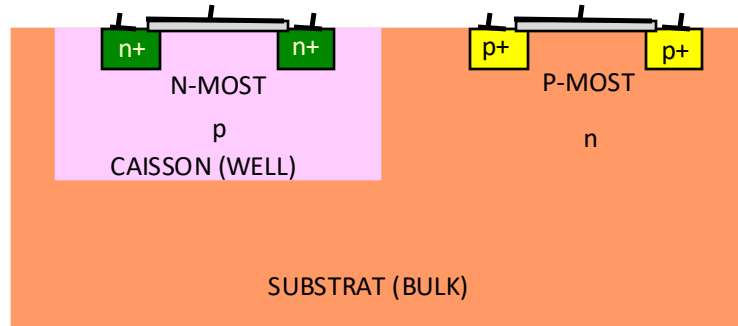 n+ n+ p+ p+
N-MOST P-MOST
p n
CAISSON (WELL)
SUBSTRAT (BULK)